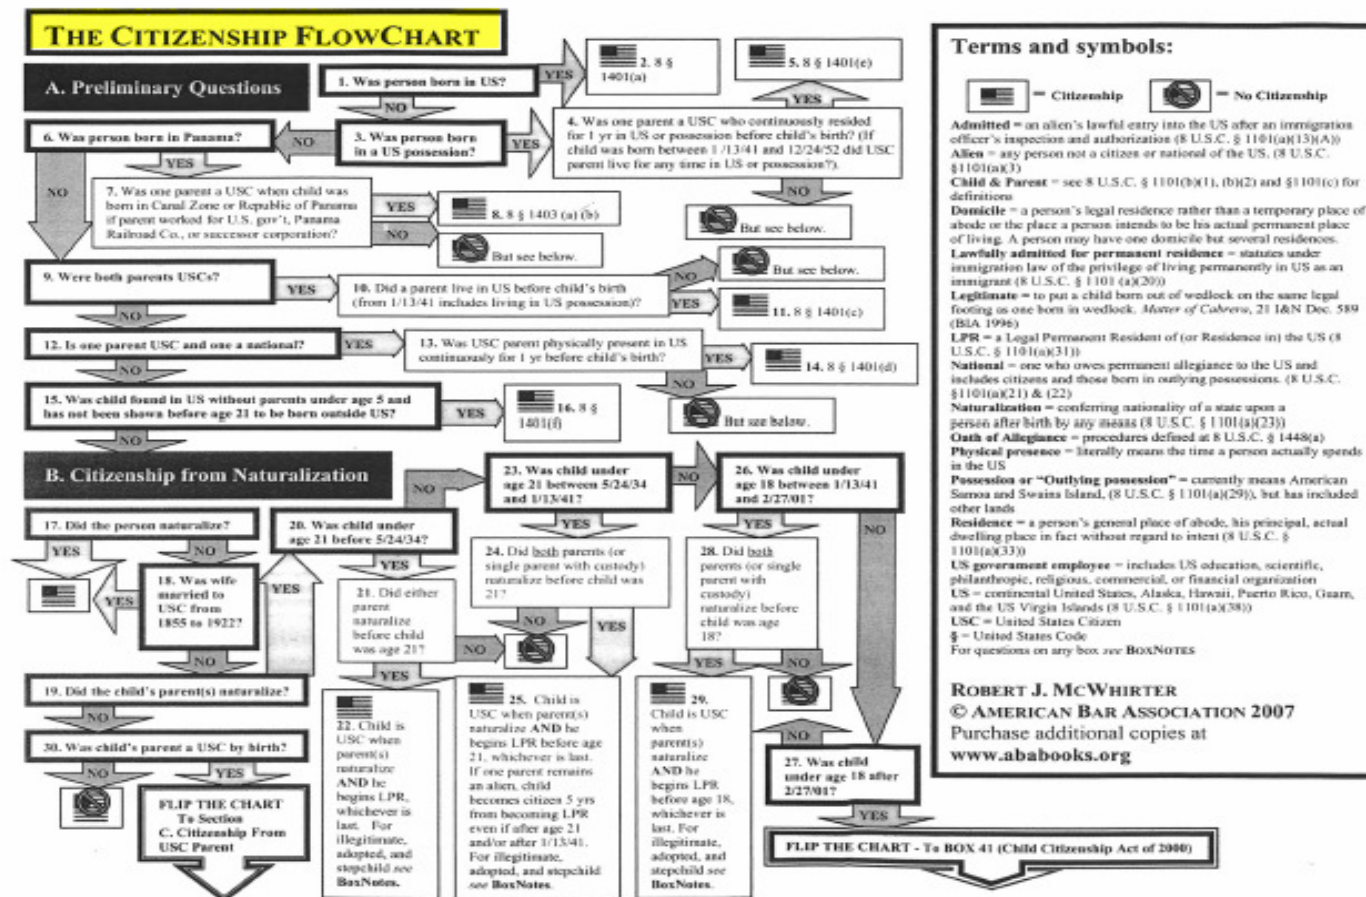 THE CITIZENSHIP FLOWCHART
A. Preliminary Questions
1. Was person born in US?
YES
2. 8 §
1401(a)
NO
3. Was person born
in a US possession?
YES
4. Was one parent a USC who continuously resided
for 1 yr in US or possession before child's birth? (If
child was born between 1 /13/41 and 12/24/52 did USC
parent live for any time in US or possession?).
YES
5. 8 § 1401(e)
NO
But see below.
NO
6. Was person born in Panama?
YES
NO
7. Was one parent a USC when child was
born in Canal Zone or Republic of Panama
if parent worked for U.S. gov't, Panama
Railroad Co., or successor corporation?
YES
8. 8 § 1403 (a) (b)
NO
But see below.
9. Were both parents USCs?
YES
10. Did a parent live in US before child's birth
(from 1/13/41 includes living in US possession)?
NO
But see below.
YES
11. 8 § 1401(c)
NO
12. Is one parent USC and one a national?
YES
13. Was USC parent physically present in US
continuously for 1 yr before child's birth?
YES
14. 8 § 1401(d)
NO
But see below.
NO
15. Was child found in US without parents under age 5 and
has not been shown before age 21 to be born outside US?
YES
16. 8 §
1401(f)
NO
B. Citizenship from Naturalization
17. Did the person naturalize?
YES
NO
18. Was wife
married to
USC from
1855 to 1922?
YES
NO
19. Did the child's parent(s) naturalize?
YES
NO
30. Was child's parent a USC by birth?
NO
YES
FLIP THE CHART
To Section
C. Citizenship From
USC Parent
20. Was child under
age 21 before 5/24/34?
NO
YES
21. Did either
parent
naturalize
before child
was age 21?
NO
YES
22. Child is
USC when
parent(s)
naturalize
AND he
begins LPR,
whichever is
last. For
illegitimate,
adopted, and
stepchild see
BoxNotes.
23. Was child under
age 21 between 5/24/34
and 1/13/41?
NO
YES
24. Did both parents (or
single parent with custody)
naturalize before child was
21?
NO
YES
25. Child is
USC when parent(s)
naturalize AND he
begins LPR before age
21, whichever is last.
If one parent remains
an alien, child
becomes citizen 5 yrs
from becoming LPR
even if after age 21
and/or after 1/13/41.
For illegitimate,
adopted, and stepchild
see BoxNotes.
26. Was child under
age 18 between 1/13/41
and 2/27/01?
YES
NO
28. Did both
parents (or single
parent with
custody)
naturalize before
child was age
18?
YES
NO
29.
Child is USC
when
parent(s)
naturalize
AND he
begins LPR
before age 18,
whichever is
last. For
illegitimate,
adopted, and
stepchild see
BoxNotes.
NO
27. Was child
under age 18 after
2/27/01?
YES
FLIP THE CHART - To BOX 41 (Child Citizenship Act of 2000)
Terms and symbols:
= Citizenship
= No Citizenship
Admitted = an alien's lawful entry into the US after an immigration
officer's inspection and authorization (8 U.S.C. § 1101(a)(13)(A))
Alien = any person not a citizen or national of the US. (8 U.S.C.
§1101(a)(3)
Child & Parent = see 8 U.S.C. § 1101(b)(1), (b)(2) and §1101(c) for
definitions
Domicile = a person's legal residence rather than a temporary place of
abode or the place a person intends to be his actual permanent place
of living. A person may have one domicile but several residences.
Lawfully admitted for permanent residence = statutes under
immigration law of the privilege of living permanently in US as an
immigrant (8 U.S.C. § 1101 (a)(20))
Legitimate = to put a child born out of wedlock on the same legal
footing as one born in wedlock. Matter of Cabrera, 21 I&N Dec. 589
(BIA 1996)
LPR = a Legal Permanent Resident of (or Residence in) the US (8
U.S.C. § 1101(a)(31))
National = one who owes permanent allegiance to the US and
includes citizens and those born in outlying possessions. (8 U.S.C.
§1101(a)(21) & (22)
Naturalization = conferring nationality of a state upon a
person after birth by any means (8 U.S.C. § 1101(a)(23))
Oath of Allegiance = procedures defined at 8 U.S.C. § 1448(a)
Physical presence = literally means the time a person actually spends
in the US
Possession or "Outlying possession" = currently means American
Samoa and Swains Island, (8 U.S.C. § 1101(a)(29)), but has included
other lands
Residence = a person's general place of abode, his principal, actual
dwelling place in fact without regard to intent (8 U.S.C. §
1101(a)(33))
US government employee = includes US education, scientific,
philanthropic, religious, commercial, or financial organization
US = continental United States, Alaska, Hawaii, Puerto Rico, Guam,
and the US Virgin Islands (8 U.S.C. § 1101(a)(38))
USC = United States Citizen
§ = United States Code
For questions on any box see BOXNOTES
ROBERT J. MCWHIRTER
© AMERICAN BAR ASSOCIATION 2007
Purchase additional copies at
www.ababooks.org